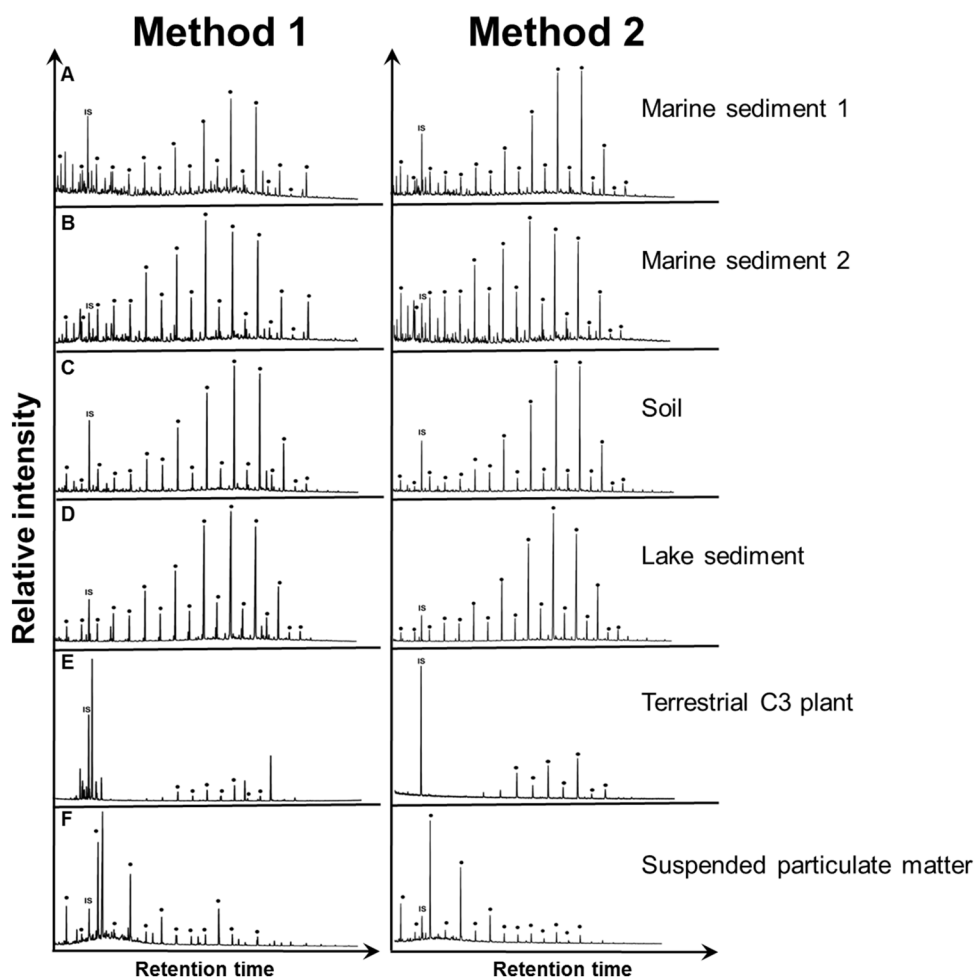 Method 1
Method 2
A
IS
IS
Marine sediment 1
B
IS
IS
Marine sediment 2
C
IS
IS
Soil
D
IS
IS
Lake sediment
E
IS
IS
Terrestrial C3 plant
F
IS
IS
Suspended particulate matter
Relative intensity
Retention time
Retention time